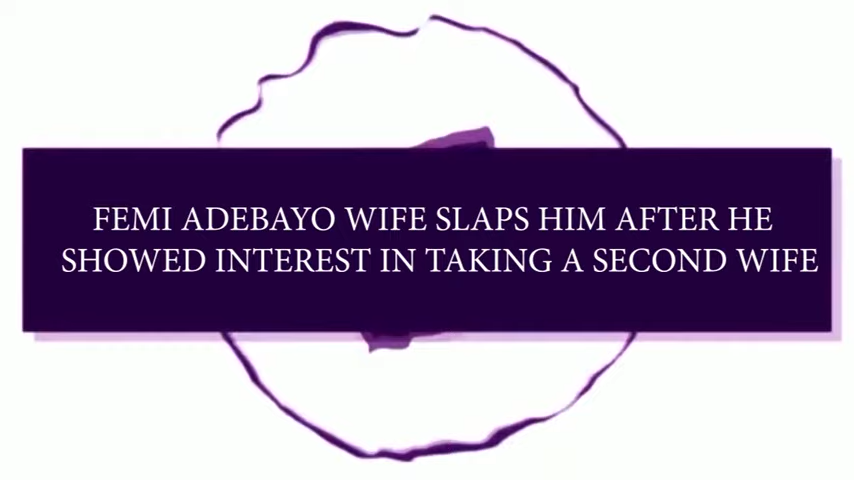 FEMI ADEBAYO WIFE SLAPS HIM AFTER HE
SHOWED INTEREST IN TAKING A SECOND WIFE